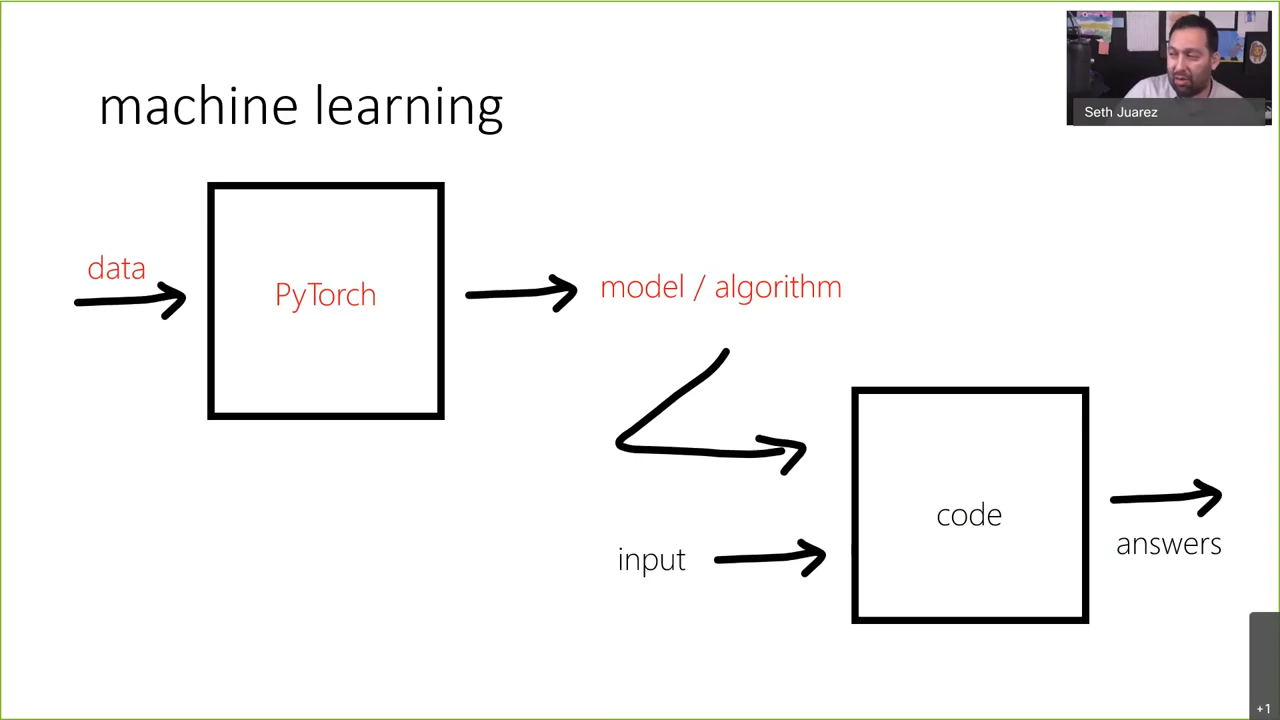 machine learning
Seth Juarez
data
PyTorch
model / algorithm
code
input
answers
+1